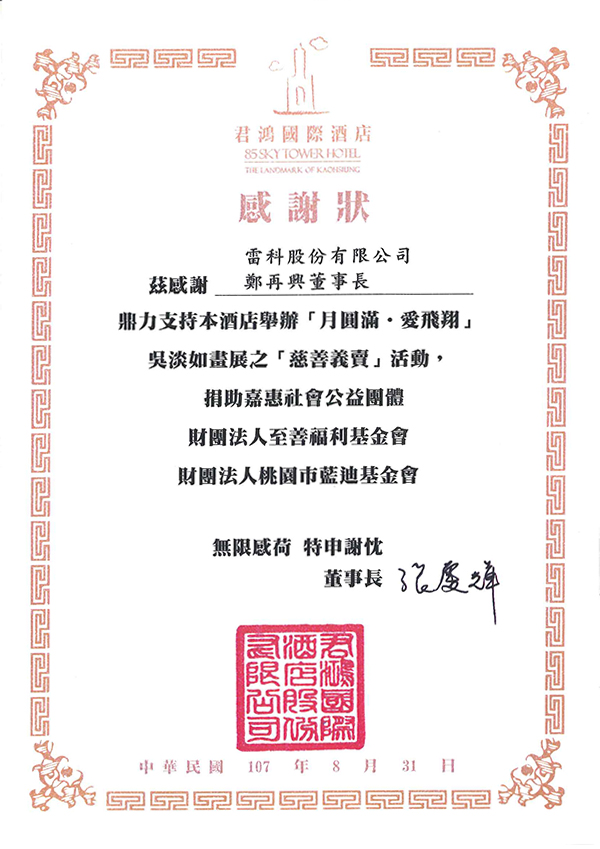 君鴻國際酒店
85 SKY TOWER HOTEL
THE LANDMARK OF KAOHSIUNG
感謝狀
雷科股份有限公司
茲感謝 鄭再興董事長
鼎力支持本酒店舉辦「月圓滿・愛飛翔」
吳淡如畫展之「慈善義賣」活動，
捐助嘉惠社會公益團體
財團法人至善福利基金會
財團法人桃園市藍迪基金會
無限感荷 特申謝忱
董事長 張慶輝
君鴻國際
酒店股份
有限公司
中華民國 107 年 8 月 31 日